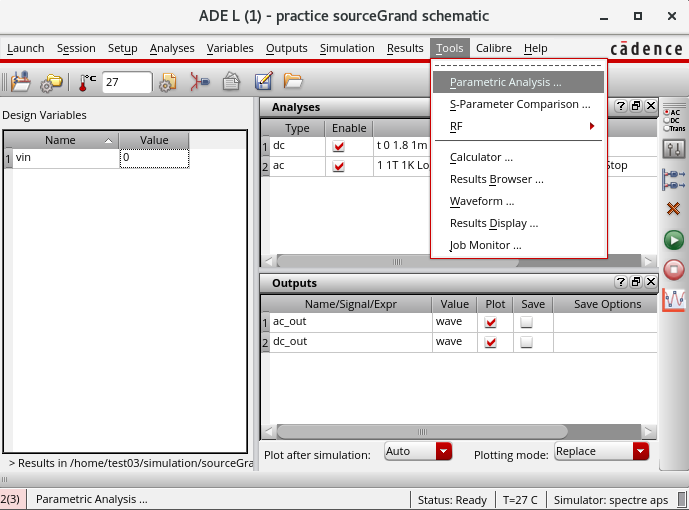 ADE L (1) - practice sourceGrand schematic
Launch Session Setup Analyses Variables Outputs Simulation Results Tools Calibre Help cādence
°C 27
Design Variables
Name Value
1 vin 0
> Results in /home/test03/simulation/sourceGra
Analyses
Type Enable
1 dc t 0 1.8 1m
2 ac 1 1T 1K Lo Stop
Parametric Analysis ...
S-Parameter Comparison ...
RF
Calculator ...
Results Browser ...
Waveform ...
Results Display ...
Job Monitor ...
AC
DC
Trans
Outputs
Name/Signal/Expr Value Plot Save Save Options
1 ac_out wave
2 dc_out wave
Plot after simulation: Auto Plotting mode: Replace
2(3) Parametric Analysis ... Status: Ready T=27 C Simulator: spectre aps